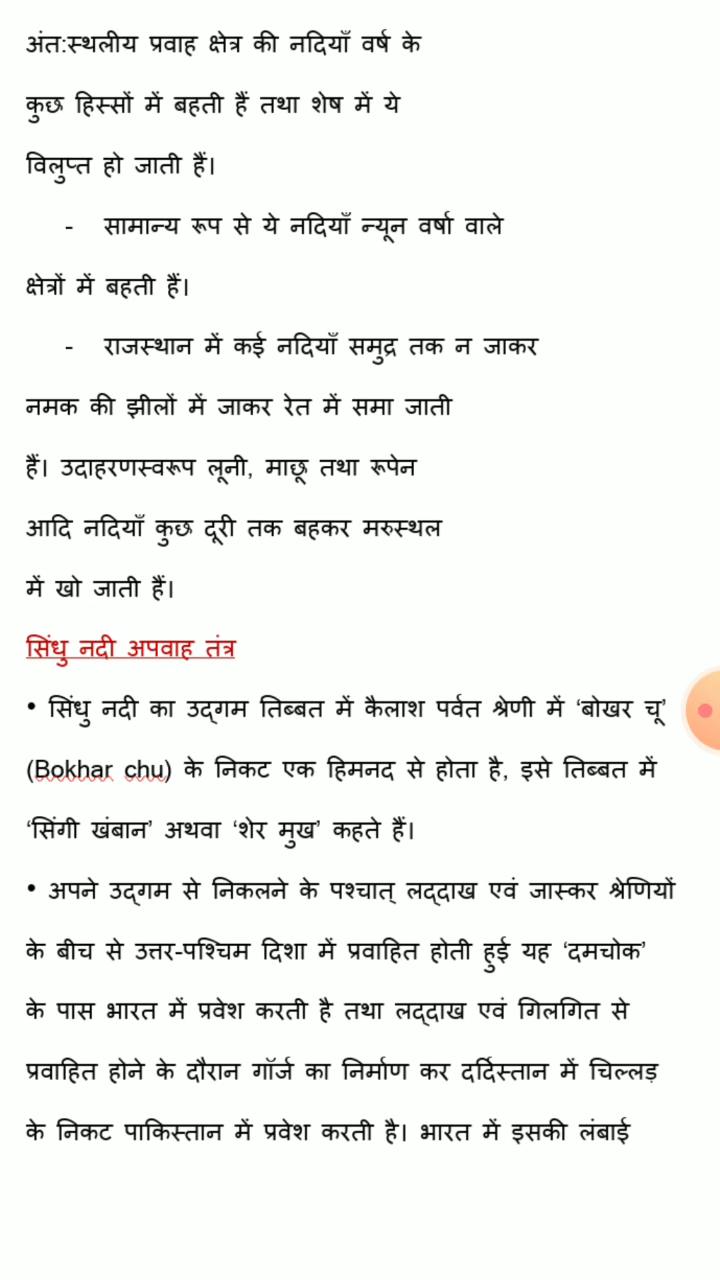 अंत:स्थलीय प्रवाह क्षेत्र की नदियाँ वर्ष के
कुछ हिस्सों में बहती हैं तथा शेष में ये
विलुप्त हो जाती हैं।
- सामान्य रूप से ये नदियाँ न्यून वर्षा वाले
क्षेत्रों में बहती हैं।
- राजस्थान में कई नदियाँ समुद्र तक न जाकर
नमक की झीलों में जाकर रेत में समा जाती
हैं। उदाहरणस्वरूप लूनी, माछू तथा रूपेन
आदि नदियाँ कुछ दूरी तक बहकर मरुस्थल
में खो जाती हैं।
सिंधु नदी अपवाह तंत्र
• सिंधु नदी का उद्‌गम तिब्बत में कैलाश पर्वत श्रेणी में ‘बोखर चू’
(Bokhar chu) के निकट एक हिमनद से होता है, इसे तिब्बत में
‘सिंगी खंबान’ अथवा ‘शेर मुख’ कहते हैं।
• अपने उद्‌गम से निकलने के पश्चात् लद्‌दाख एवं जास्कर श्रेणियों
के बीच से उत्तर-पश्चिम दिशा में प्रवाहित होती हुई यह ‘दमचोक’
के पास भारत में प्रवेश करती है तथा लद्‌दाख एवं गिलगित से
प्रवाहित होने के दौरान गॉर्ज का निर्माण कर दर्दिस्तान में चिल्लड़
के निकट पाकिस्तान में प्रवेश करती है। भारत में इसकी लंबाई